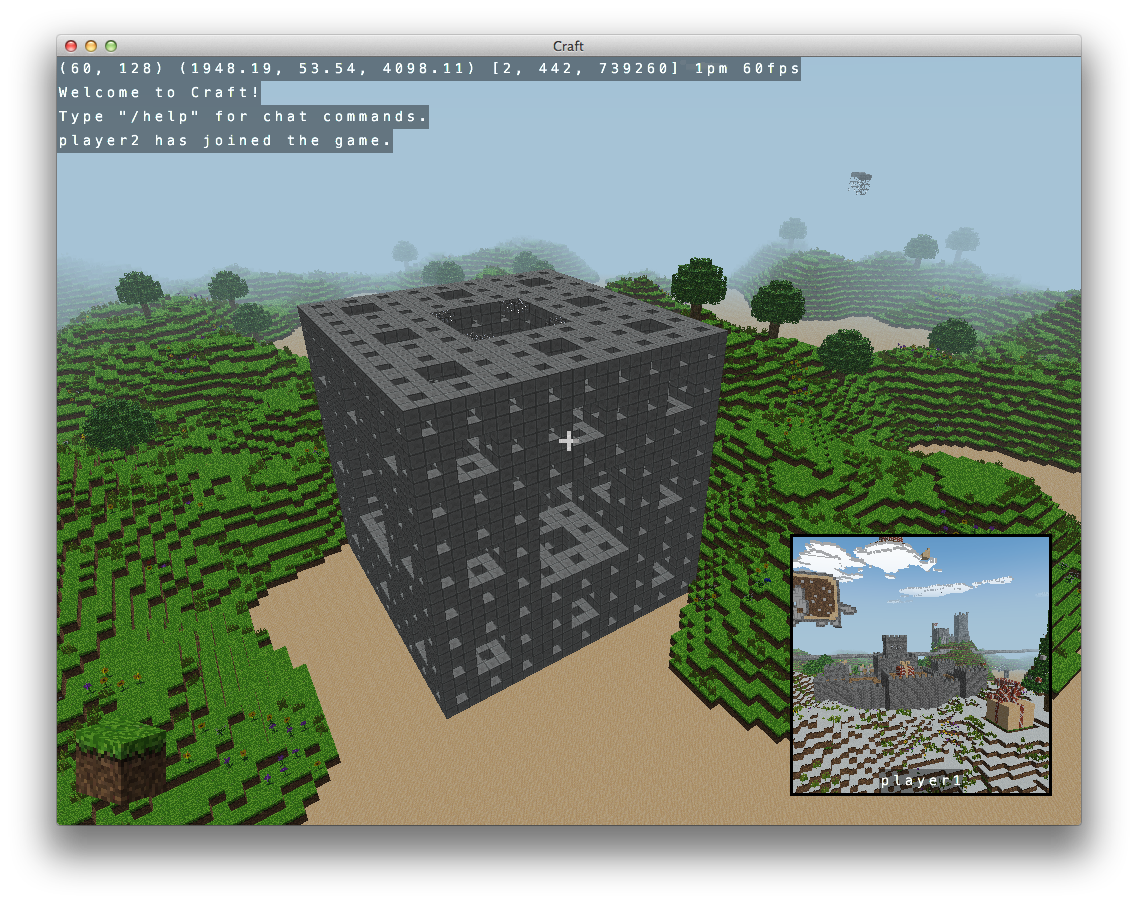 Craft
(60, 128) (1948.19, 53.54, 4098.11) [2, 442, 739260] 1pm 60fps
Welcome to Craft!
Type "/help" for chat commands.
player2 has joined the game.
player1